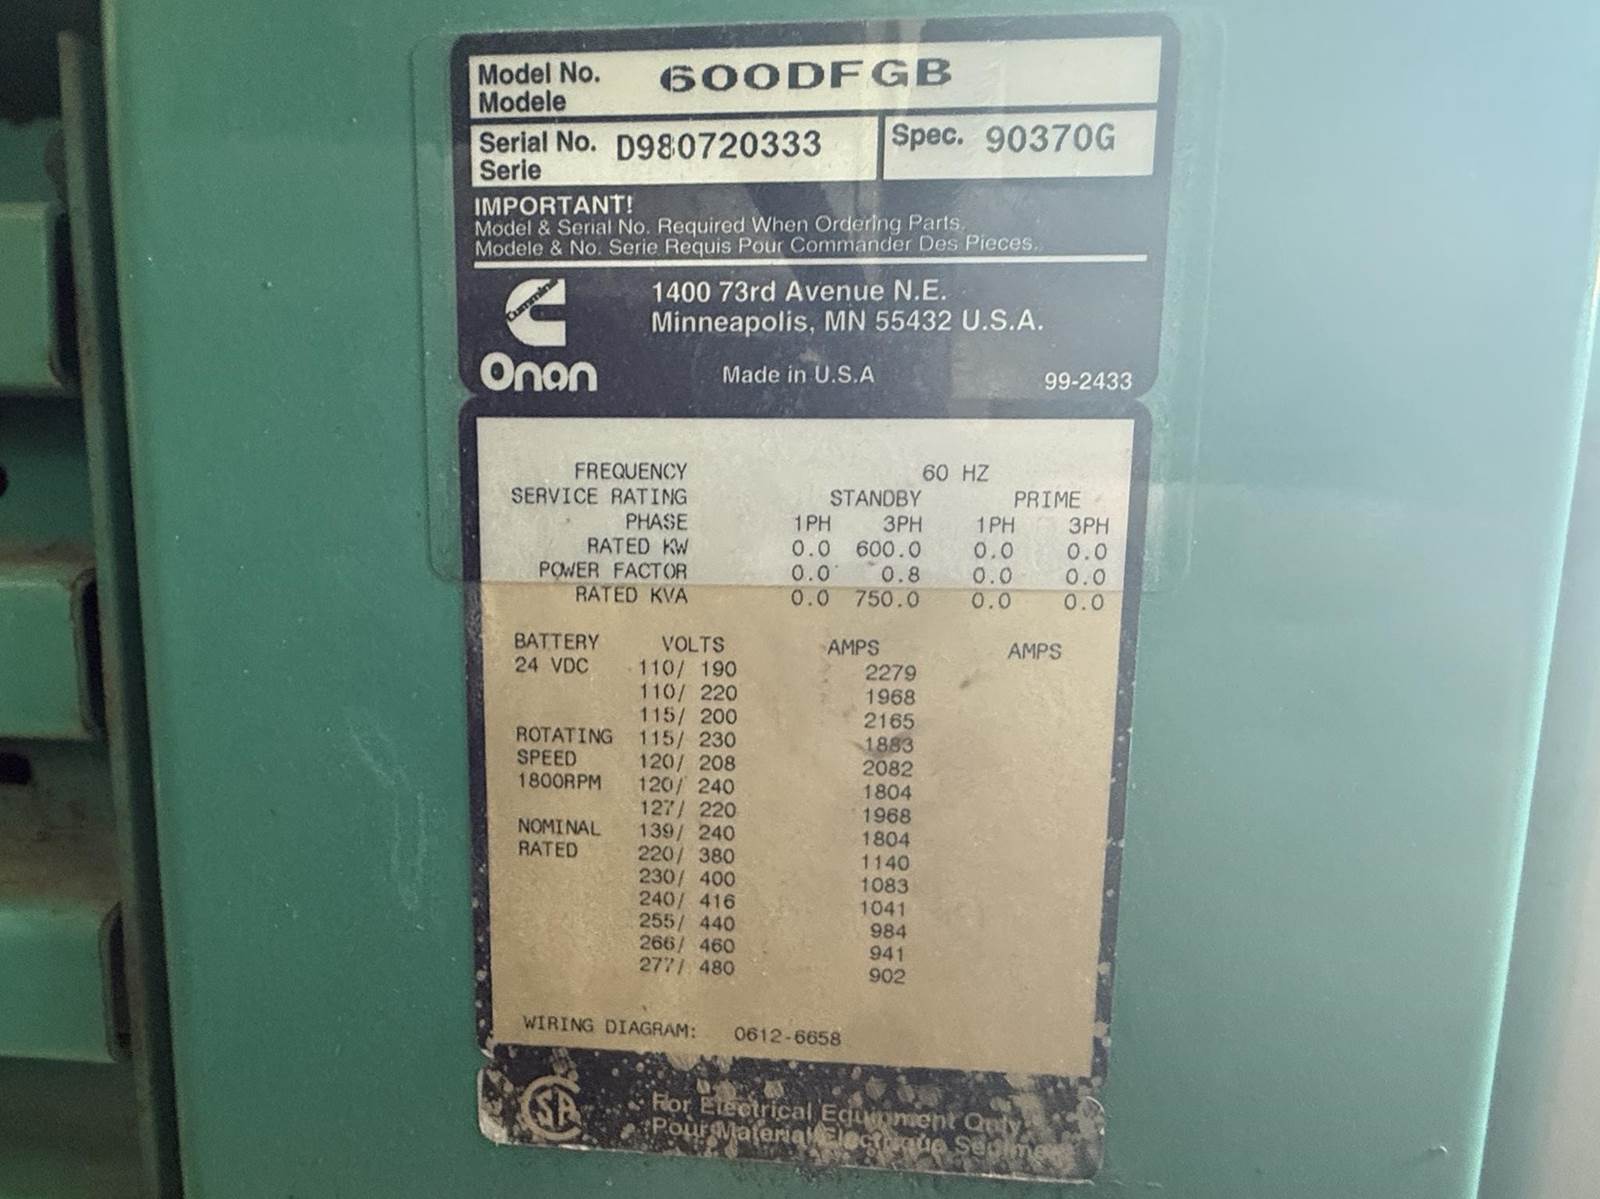 Model No. 600DFGB
Modele
Serial No. D980720333 Spec. 90370G
Serie
IMPORTANT!
Model & Serial No. Required When Ordering Parts.
Modele & No. Serie Requis Pour Commander Des Pieces.
Cummins
Onan
1400 73rd Avenue N.E.
Minneapolis, MN 55432 U.S.A.
Made in U.S.A
99-2433
FREQUENCY 60 HZ
SERVICE RATING STANDBY PRIME
PHASE 1PH 3PH 1PH 3PH
RATED KW 0.0 600.0 0.0 0.0
POWER FACTOR 0.0 0.8 0.0 0.0
RATED KVA 0.0 750.0 0.0 0.0
BATTERY VOLTS AMPS AMPS
24 VDC 110/ 190 2279
110/ 220 1968
115/ 200 2165
ROTATING 115/ 230 1883
SPEED 120/ 208 2082
1800RPM 120/ 240 1804
127/ 220 1968
NOMINAL 139/ 240 1804
RATED 220/ 380 1140
230/ 400 1083
240/ 416 1041
255/ 440 984
266/ 460 941
277/ 480 902
WIRING DIAGRAM: 0612-6658
For Electrical Equipment Only
Pour Material Electrique